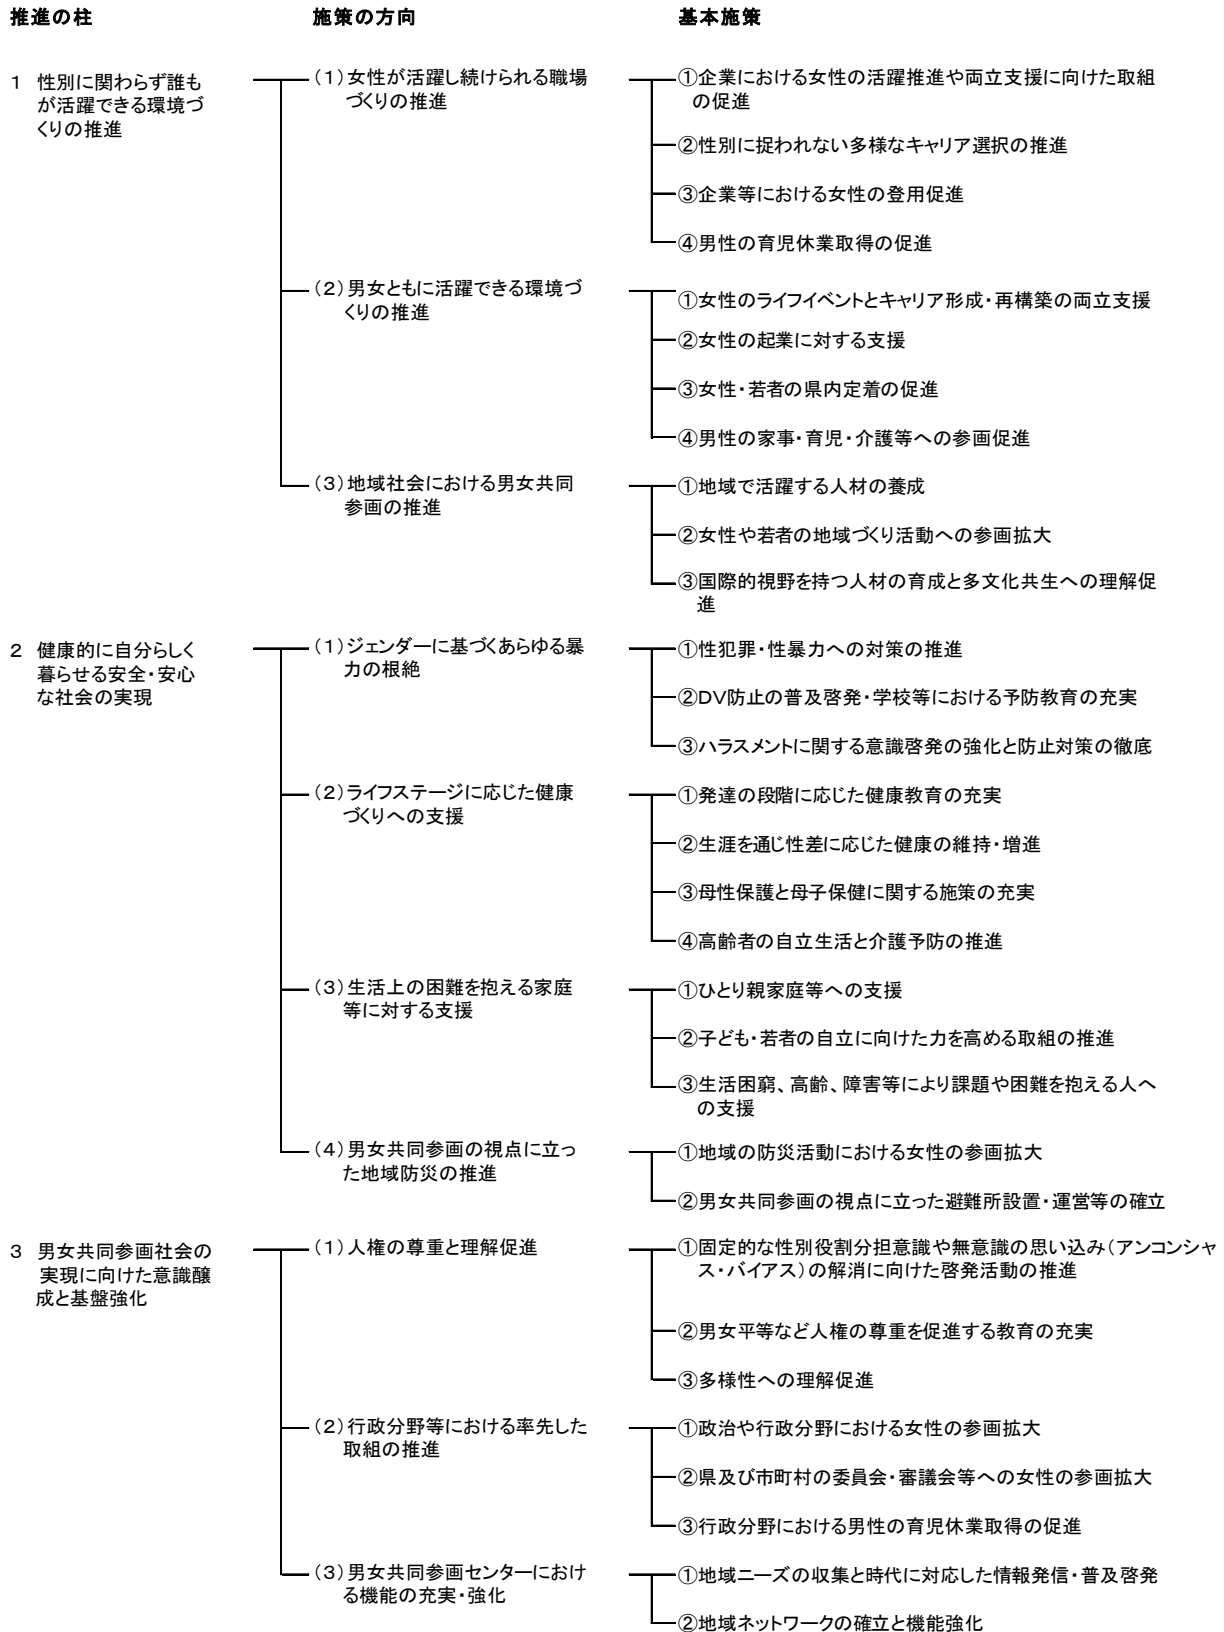 推進の柱
施策の方向
基本施策
１ 性別に関わらず誰も
が活躍できる環境づ
くりの推進
（１）女性が活躍し続けられる職場
づくりの推進
①企業における女性の活躍推進や両立支援に向けた取組
の促進
②性別に捉われない多様なキャリア選択の推進
③企業等における女性の登用促進
④男性の育児休業取得の促進
（２）男女ともに活躍できる環境づ
くりの推進
①女性のライフイベントとキャリア形成・再構築の両立支援
②女性の起業に対する支援
③女性・若者の県内定着の促進
④男性の家事・育児・介護等への参画促進
（３）地域社会における男女共同
参画の推進
①地域で活躍する人材の養成
②女性や若者の地域づくり活動への参画拡大
③国際的視野を持つ人材の育成と多文化共生への理解促
進
２ 健康的に自分らしく
暮らせる安全・安心
な社会の実現
（１）ジェンダーに基づくあらゆる暴
力の根絶
①性犯罪・性暴力への対策の推進
②ＤＶ防止の普及啓発・学校等における予防教育の充実
③ハラスメントに関する意識啓発の強化と防止対策の徹底
（２）ライフステージに応じた健康
づくりへの支援
①発達の段階に応じた健康教育の充実
②生涯を通じ性差に応じた健康の維持・増進
③母性保護と母子保健に関する施策の充実
④高齢者の自立生活と介護予防の推進
（３）生活上の困難を抱える家庭
等に対する支援
①ひとり親家庭等への支援
②子ども・若者の自立に向けた力を高める取組の推進
③生活困窮、高齢、障害等により課題や困難を抱える人へ
の支援
（４）男女共同参画の視点に立っ
た地域防災の推進
①地域の防災活動における女性の参画拡大
②男女共同参画の視点に立った避難所設置・運営等の確立
３ 男女共同参画社会の
実現に向けた意識醸
成と基盤強化
（１）人権の尊重と理解促進
①固定的な性別役割分担意識や無意識の思い込み（アンコンシャ
ス・バイアス）の解消に向けた啓発活動の推進
②男女平等など人権の尊重を促進する教育の充実
③多様性への理解促進
（２）行政分野等における率先した
取組の推進
①政治や行政分野における女性の参画拡大
②県及び市町村の委員会・審議会等への女性の参画拡大
③行政分野における男性の育児休業取得の促進
（３）男女共同参画センターにおけ
る機能の充実・強化
①地域ニーズの収集と時代に対応した情報発信・普及啓発
②地域ネットワークの確立と機能強化